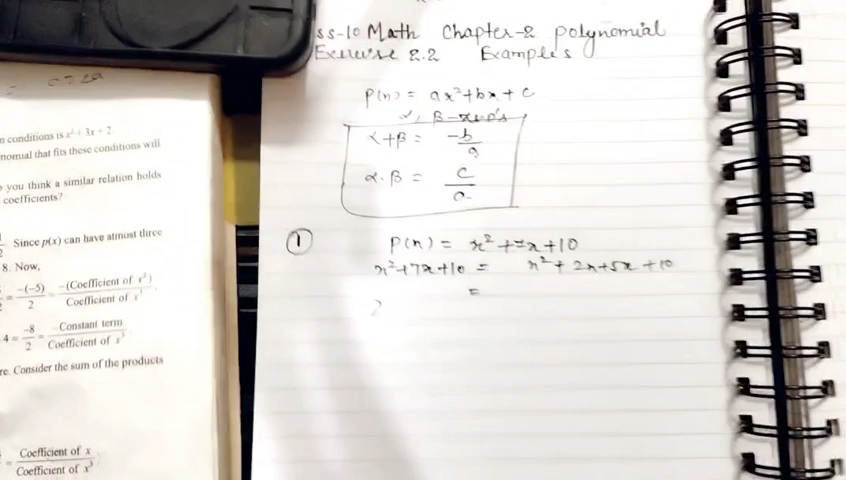 n conditions is x² + 3x + 2
nomial that fits these conditions will
you think a similar relation holds
coefficients?
Since p(x) can have atmost three
8. Now,
= -(-5)/2 = -(Coefficient of x²)/Coefficient of x³
4 = -8/2 = -Constant term/Coefficient of x³
re. Consider the sum of the products
= Coefficient of x/Coefficient of x³
ss-10 Math Chapter-2 polynomial
Exercise 2.2 Examples
P(x) = ax²+bx+c
α, β-zero's
α+β = -b/a
α.β = c/a
① P(x) = x²+7x+10
x²+7x+10 = x²+2x+5x+10
=